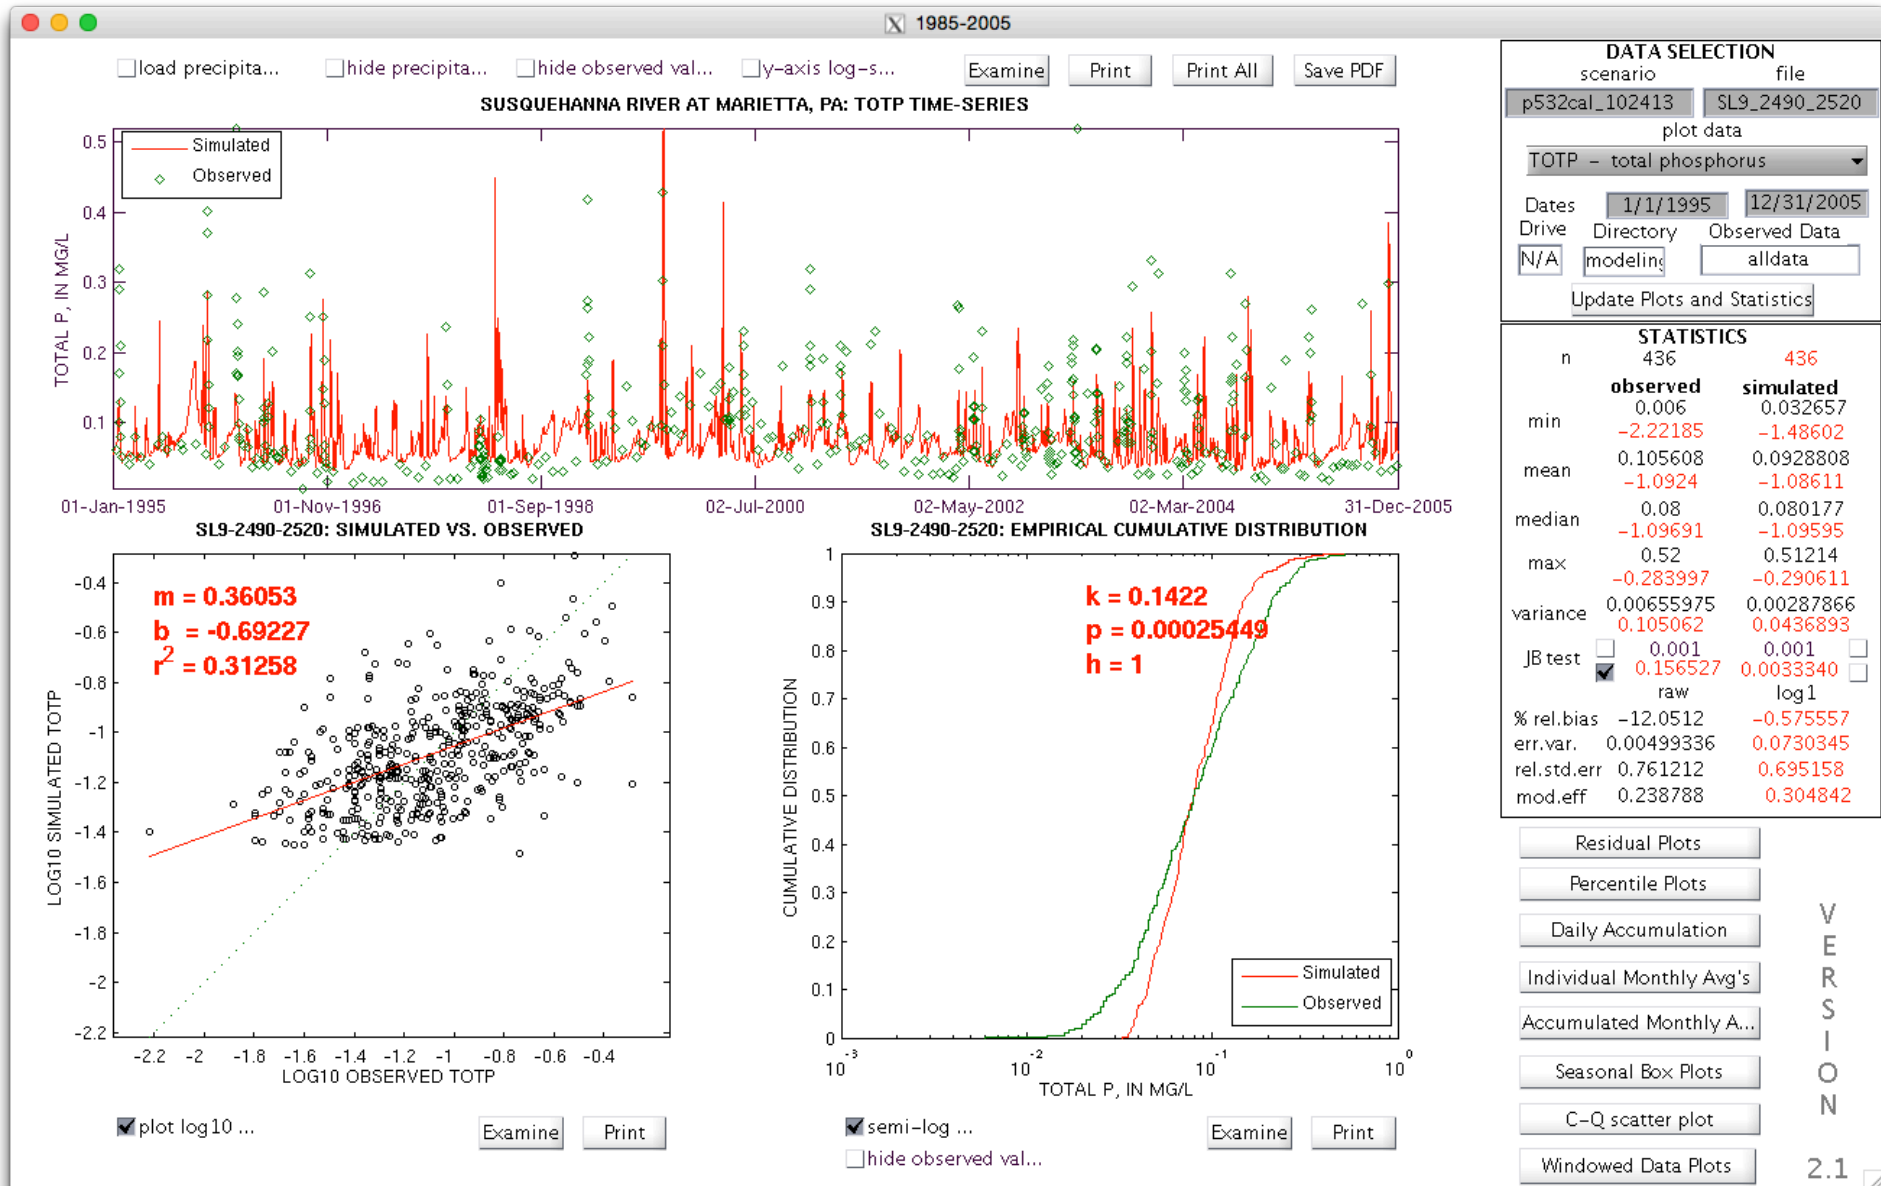 1985-2005
load precipita... hide precipita... hide observed val... y-axis log-s... Examine Print Print All Save PDF
SUSQUEHANNA RIVER AT MARIETTA, PA: TOTP TIME-SERIES
TOTAL P, IN MG/L
0.5
0.4
0.3
0.2
0.1
Simulated
Observed
01-Jan-1995 01-Nov-1996 01-Sep-1998 02-Jul-2000 02-May-2002 02-Mar-2004 31-Dec-2005
SL9-2490-2520: SIMULATED VS. OBSERVED
LOG10 SIMULATED TOTP
m = 0.36053
b = -0.69227
r² = 0.31258
-0.4
-0.6
-0.8
-1
-1.2
-1.4
-1.6
-1.8
-2
-2.2
-2.2 -2 -1.8 -1.6 -1.4 -1.2 -1 -0.8 -0.6 -0.4
LOG10 OBSERVED TOTP
plot log10 ... Examine Print
SL9-2490-2520: EMPIRICAL CUMULATIVE DISTRIBUTION
CUMULATIVE DISTRIBUTION
k = 0.1422
p = 0.00025449
h = 1
1
0.9
0.8
0.7
0.6
0.5
0.4
0.3
0.2
0.1
0
Simulated
Observed
10⁻³ 10⁻² 10⁻¹ 10⁰
TOTAL P, IN MG/L
semi-log ... Examine Print
hide observed val...
DATA SELECTION
scenario file
p532cal_102413 SL9_2490_2520
plot data
TOTP - total phosphorus
Dates 1/1/1995 12/31/2005
Drive Directory Observed Data
N/A modeling alldata
Update Plots and Statistics
STATISTICS
n 436 436
observed simulated
min 0.006 0.032657
-2.22185 -1.48602
mean 0.105608 0.0928808
-1.0924 -1.08611
median 0.08 0.080177
-1.09691 -1.09595
max 0.52 0.51214
-0.283997 -0.290611
variance 0.00655975 0.00287866
0.105062 0.0436893
JB test 0.001 0.001
0.156527 0.0033340
raw log1
% rel.bias -12.0512 -0.575557
err.var. 0.00499336 0.0730345
rel.std.err 0.761212 0.695158
mod.eff 0.238788 0.304842
Residual Plots
Percentile Plots
Daily Accumulation
Individual Monthly Avg's
Accumulated Monthly A...
Seasonal Box Plots
C-Q scatter plot
Windowed Data Plots
VERSION
2.1